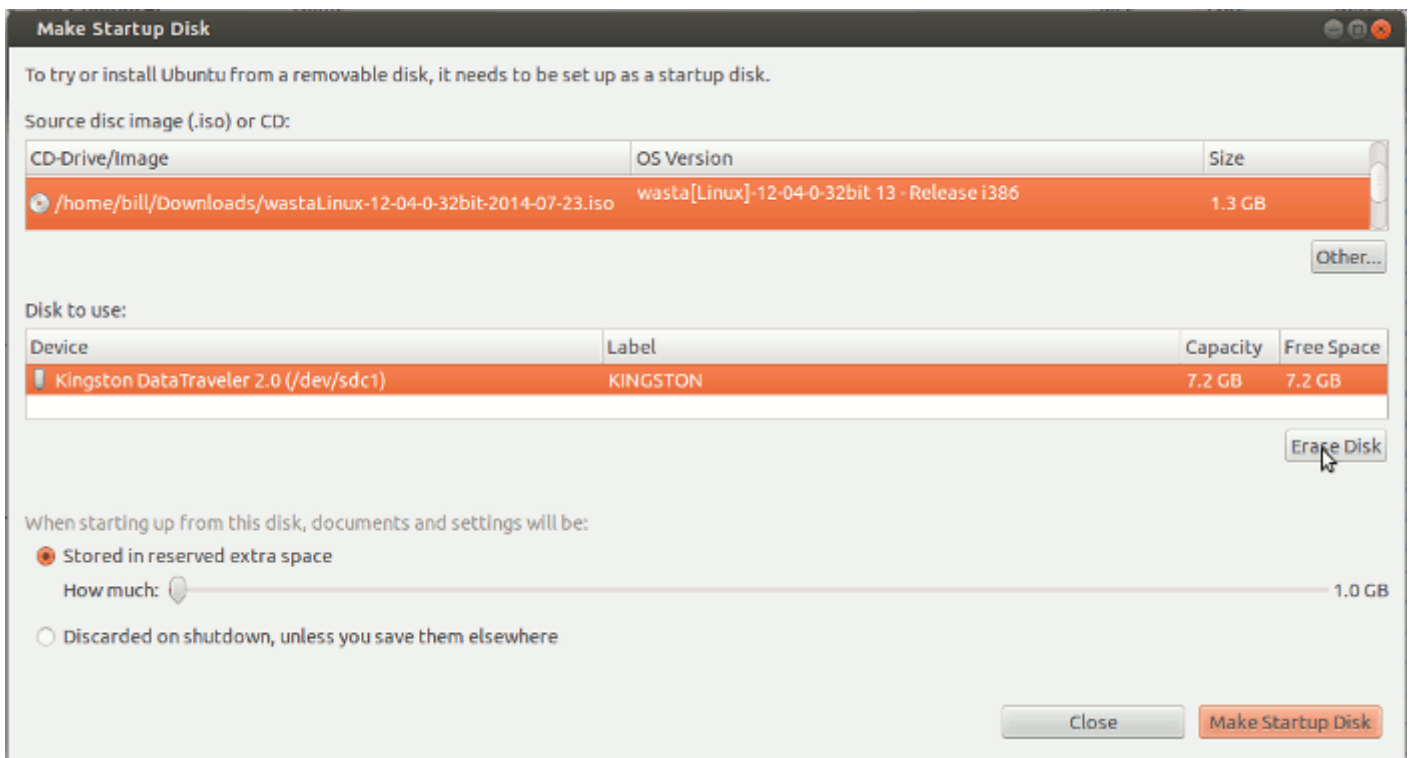 Make Startup Disk
To try or install Ubuntu from a removable disk, it needs to be set up as a startup disk.
Source disc image (.iso) or CD:
CD-Drive/Image OS Version Size
/home/bill/Downloads/wastaLinux-12-04-0-32bit-2014-07-23.iso wasta[Linux]-12-04-0-32bit 13 - Release i386 1.3 GB
Other...
Disk to use:
Device Label Capacity Free Space
Kingston DataTraveler 2.0 (/dev/sdc1) KINGSTON 7.2 GB 7.2 GB
Erase Disk
When starting up from this disk, documents and settings will be:
Stored in reserved extra space
How much: 1.0 GB
Discarded on shutdown, unless you save them elsewhere
Close Make Startup Disk